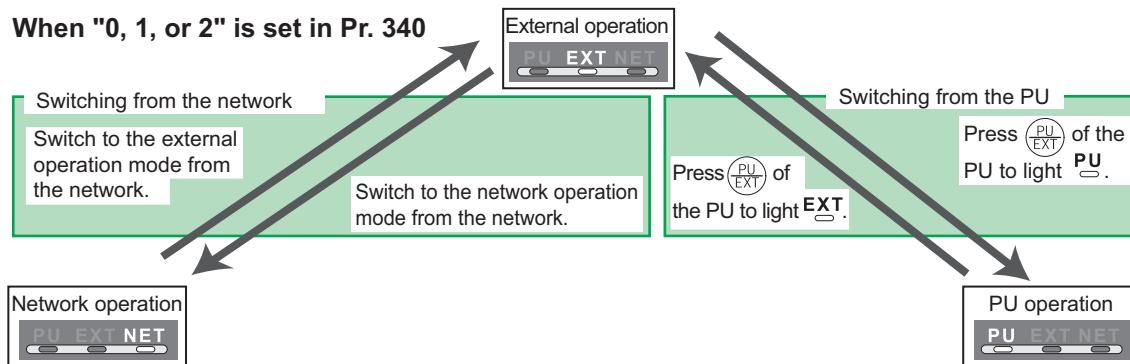 When "0, 1, or 2" is set in Pr. 340
External operation
PU EXT NET
Switching from the network
Switch to the external
operation mode from
the network.
Switch to the network operation
mode from the network.
Switching from the PU
Press PU/EXT of
the PU to light EXT.
Press PU/EXT of the
PU to light PU.
Network operation
PU EXT NET
PU operation
PU EXT NET